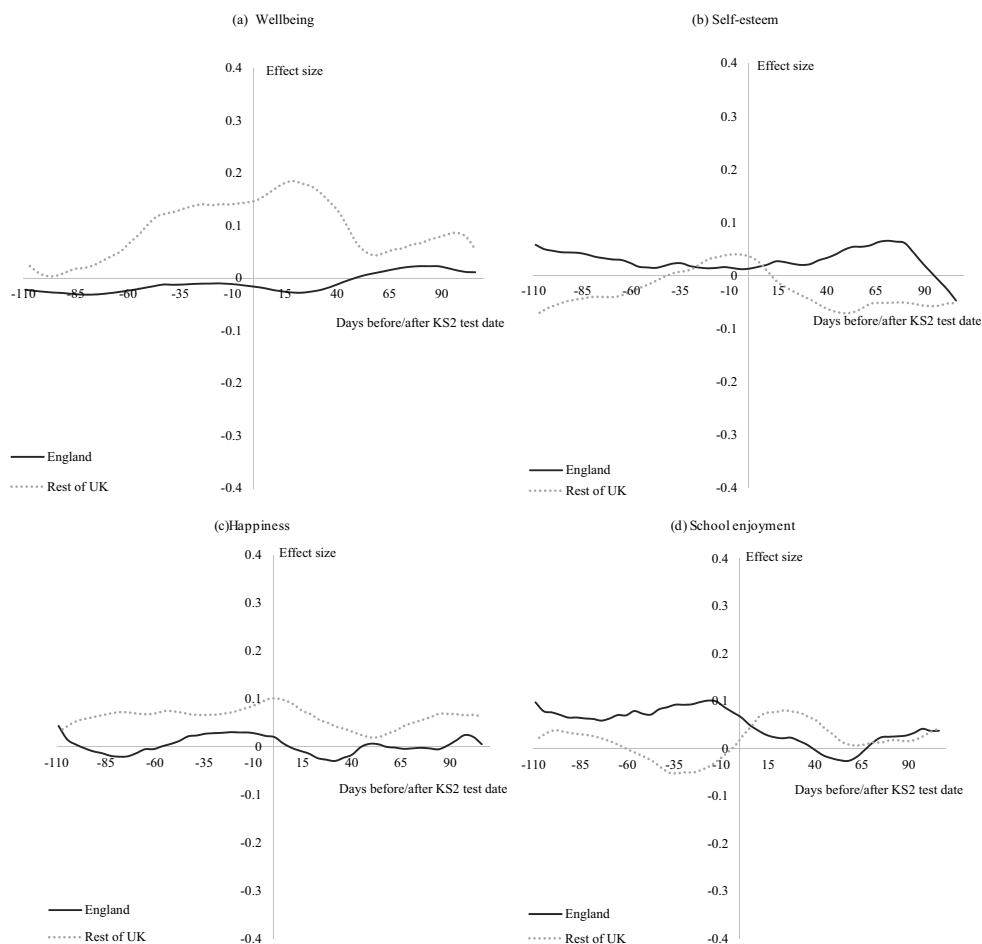 (a) Wellbeing
Effect size
0.4
0.3
0.2
0.1
0
-0.1
-0.2
-0.3
-0.4
-110 -85 -60 -35 -10 15 40 65 90
Days before/after KS2 test date
England
Rest of UK
(b) Self-esteem
Effect size
0.4
0.3
0.2
0.1
0
-0.1
-0.2
-0.3
-0.4
-110 -85 -60 -35 -10 15 40 65 90
Days before/after KS2 test date
England
Rest of UK
(c)Happiness
Effect size
0.4
0.3
0.2
0.1
0
-0.1
-0.2
-0.3
-0.4
-110 -85 -60 -35 -10 15 40 65 90
Days before/after KS2 test date
England
Rest of UK
(d) School enjoyment
Effect size
0.4
0.3
0.2
0.1
0
-0.1
-0.2
-0.3
-0.4
-110 -85 -60 -35 -10 15 40 65 90
Days before/after KS2 test date
England
Rest of UK